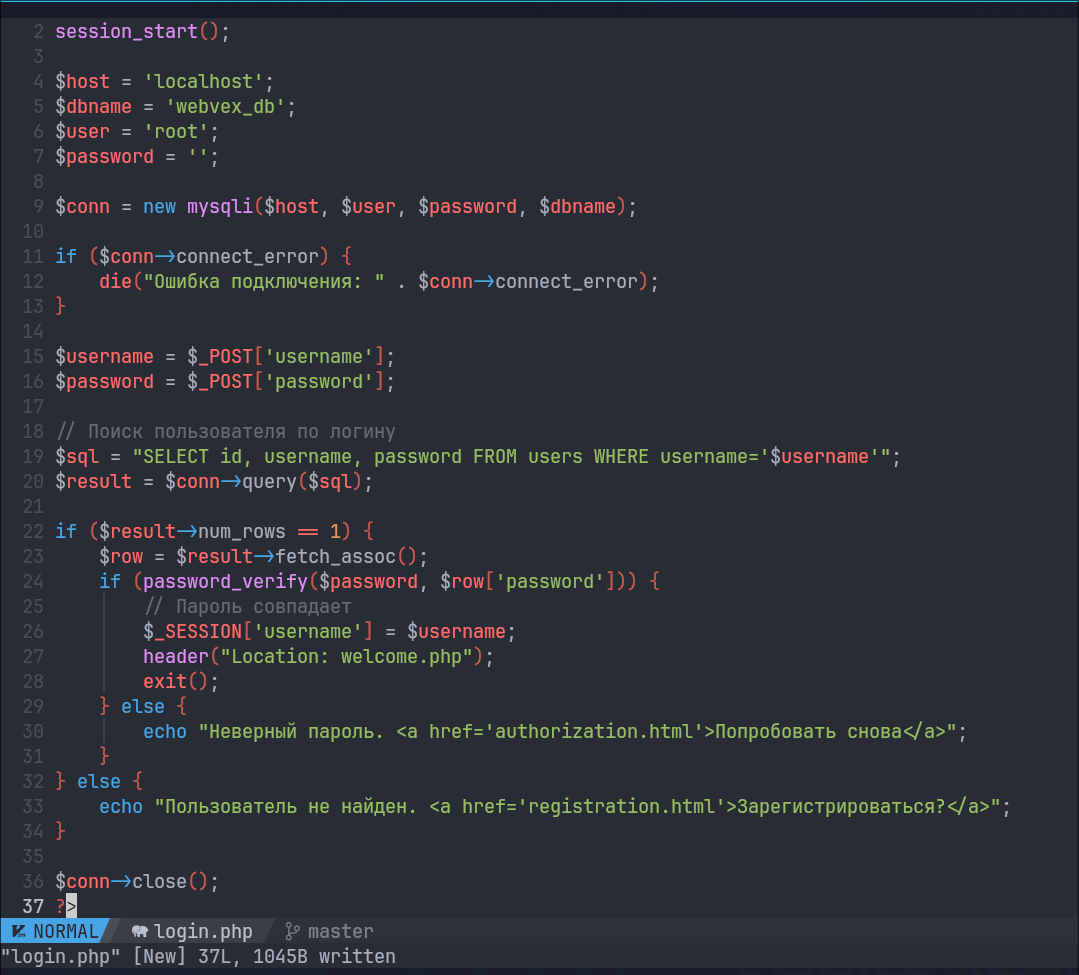 2 session_start();
3
4 $host = 'localhost';
5 $dbname = 'webvex_db';
6 $user = 'root';
7 $password = '';
8
9 $conn = new mysqli($host, $user, $password, $dbname);
10
11 if ($conn->connect_error) {
12     die("Ошибка подключения: " . $conn->connect_error);
13 }
14
15 $username = $_POST['username'];
16 $password = $_POST['password'];
17
18 // Поиск пользователя по логину
19 $sql = "SELECT id, username, password FROM users WHERE username='$username'";
20 $result = $conn->query($sql);
21
22 if ($result->num_rows == 1) {
23     $row = $result->fetch_assoc();
24     if (password_verify($password, $row['password'])) {
25         // Пароль совпадает
26         $_SESSION['username'] = $username;
27         header("Location: welcome.php");
28         exit();
29     } else {
30         echo "Неверный пароль. <a href='authorization.html'>Попробовать снова</a>";
31     }
32 } else {
33     echo "Пользователь не найден. <a href='registration.html'>Зарегистрироваться?</a>";
34 }
35
36 $conn->close();
37 ?>
NORMAL login.php master
"login.php" [New] 37L, 1045B written